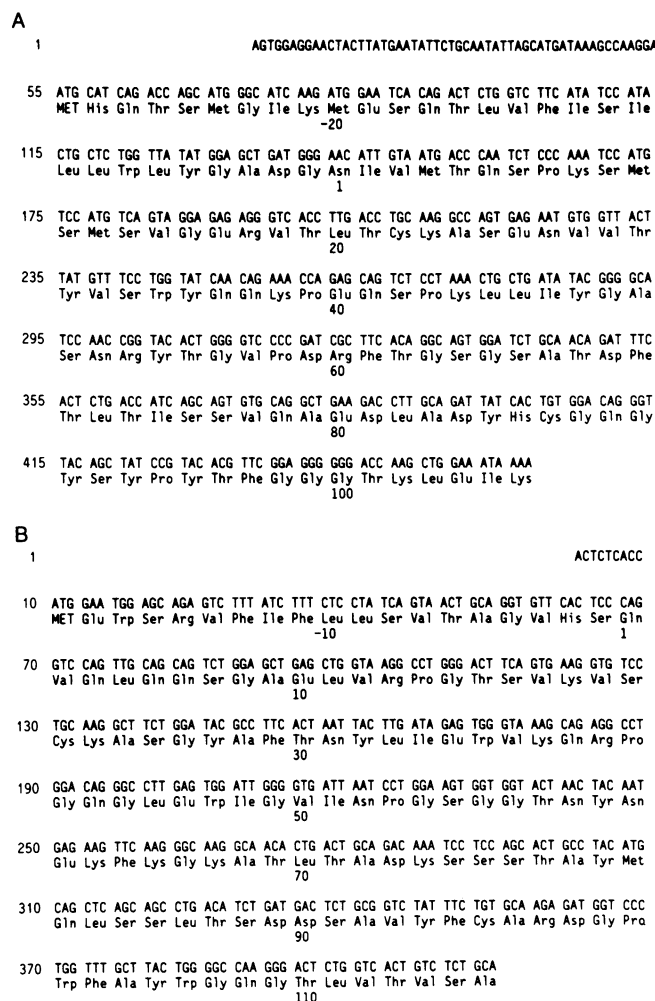 A
1 AGTGGAGGAACTACTTATGAATATTCTGCAATATTAGCATGATAAAGCCAAGGA
55 ATG CAT CAG ACC AGC ATG GGC ATC AAG ATG GAA TCA CAG ACT CTG GTC TTC ATA TCC ATA
MET His Gln Thr Ser Met Gly Ile Lys Met Glu Ser Gln Thr Leu Val Phe Ile Ser Ile
-20
115 CTG CTC TGG TTA TAT GGA GCT GAT GGG AAC ATT GTA ATG ACC CAA TCT CCC AAA TCC ATG
Leu Leu Trp Leu Tyr Gly Ala Asp Gly Asn Ile Val Met Thr Gln Ser Pro Lys Ser Met
1
175 TCC ATG TCA GTA GGA GAG AGG GTC ACC TTG ACC TGC AAG GCC AGT GAG AAT GTG GTT ACT
Ser Met Ser Val Gly Glu Arg Val Thr Leu Thr Cys Lys Ala Ser Glu Asn Val Val Thr
20
235 TAT GTT TCC TGG TAT CAA CAG AAA CCA GAG CAG TCT CCT AAA CTG CTG ATA TAC GGG GCA
Tyr Val Ser Trp Tyr Gln Gln Lys Pro Glu Gln Ser Pro Lys Leu Leu Ile Tyr Gly Ala
40
295 TCC AAC CGG TAC ACT GGG GTC CCC GAT CGC TTC ACA GGC AGT GGA TCT GCA ACA GAT TTC
Ser Asn Arg Tyr Thr Gly Val Pro Asp Arg Phe Thr Gly Ser Gly Ser Ala Thr Asp Phe
60
355 ACT CTG ACC ATC AGC AGT GTG CAG GCT GAA GAC CTT GCA GAT TAT CAC TGT GGA CAG GGT
Thr Leu Thr Ile Ser Ser Val Gln Ala Glu Asp Leu Ala Asp Tyr His Cys Gly Gln Gly
80
415 TAC AGC TAT CCG TAC ACG TTC GGA GGG GGG ACC AAG CTG GAA ATA AAA
Tyr Ser Tyr Pro Tyr Thr Phe Gly Gly Gly Thr Lys Leu Glu Ile Lys
100
B
1 ACTCTCACC
10 ATG GAA TGG AGC AGA GTC TTT ATC TTT CTC CTA TCA GTA ACT GCA GGT GTT CAC TCC CAG
MET Glu Trp Ser Arg Val Phe Ile Phe Leu Leu Ser Val Thr Ala Gly Val His Ser Gln
-10 1
70 GTC CAG TTG CAG CAG TCT GGA GCT GAG CTG GTA AGG CCT GGG ACT TCA GTG AAG GTG TCC
Val Gln Leu Gln Gln Ser Gly Ala Glu Leu Val Arg Pro Gly Thr Ser Val Lys Val Ser
10
130 TGC AAG GCT TCT GGA TAC GCC TTC ACT AAT TAC TTG ATA GAG TGG GTA AAG CAG AGG CCT
Cys Lys Ala Ser Gly Tyr Ala Phe Thr Asn Tyr Leu Ile Glu Trp Val Lys Gln Arg Pro
30
190 GGA CAG GGC CTT GAG TGG ATT GGG GTG ATT AAT CCT GGA AGT GGT GGT ACT AAC TAC AAT
Gly Gln Gly Leu Glu Trp Ile Gly Val Ile Asn Pro Gly Ser Gly Gly Thr Asn Tyr Asn
50
250 GAG AAG TTC AAG GGC AAG GCA ACA CTG ACT GCA GAC AAA TCC TCC AGC ACT GCC TAC ATG
Glu Lys Phe Lys Gly Lys Ala Thr Leu Thr Ala Asp Lys Ser Ser Ser Thr Ala Tyr Met
70
310 CAG CTC AGC AGC CTG ACA TCT GAT GAC TCT GCG GTC TAT TTC TGT GCA AGA GAT GGT CCC
Gln Leu Ser Ser Leu Thr Ser Asp Asp Ser Ala Val Tyr Phe Cys Ala Arg Asp Gly Pro
90
370 TGG TTT GCT TAC TGG GGC CAA GGG ACT CTG GTC ACT GTC TCT GCA
Trp Phe Ala Tyr Trp Gly Gln Gly Thr Leu Val Thr Val Ser Ala
110